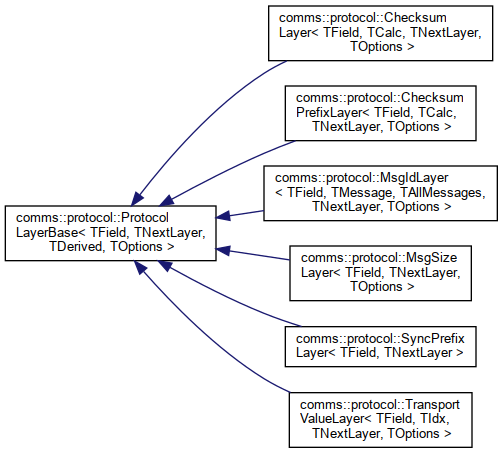 comms::protocol::Checksum
Layer< TField, TCalc, TNextLayer,
TOptions >
comms::protocol::Checksum
PrefixLayer< TField, TCalc,
TNextLayer, TOptions >
comms::protocol::MsgIdLayer
< TField, TMessage, TAllMessages,
TNextLayer, TOptions >
comms::protocol::Protocol
LayerBase< TField, TNextLayer,
TDerived, TOptions >
comms::protocol::MsgSize
Layer< TField, TNextLayer,
TOptions >
comms::protocol::SyncPrefix
Layer< TField, TNextLayer >
comms::protocol::Transport
ValueLayer< TField, TIdx,
TNextLayer, TOptions >